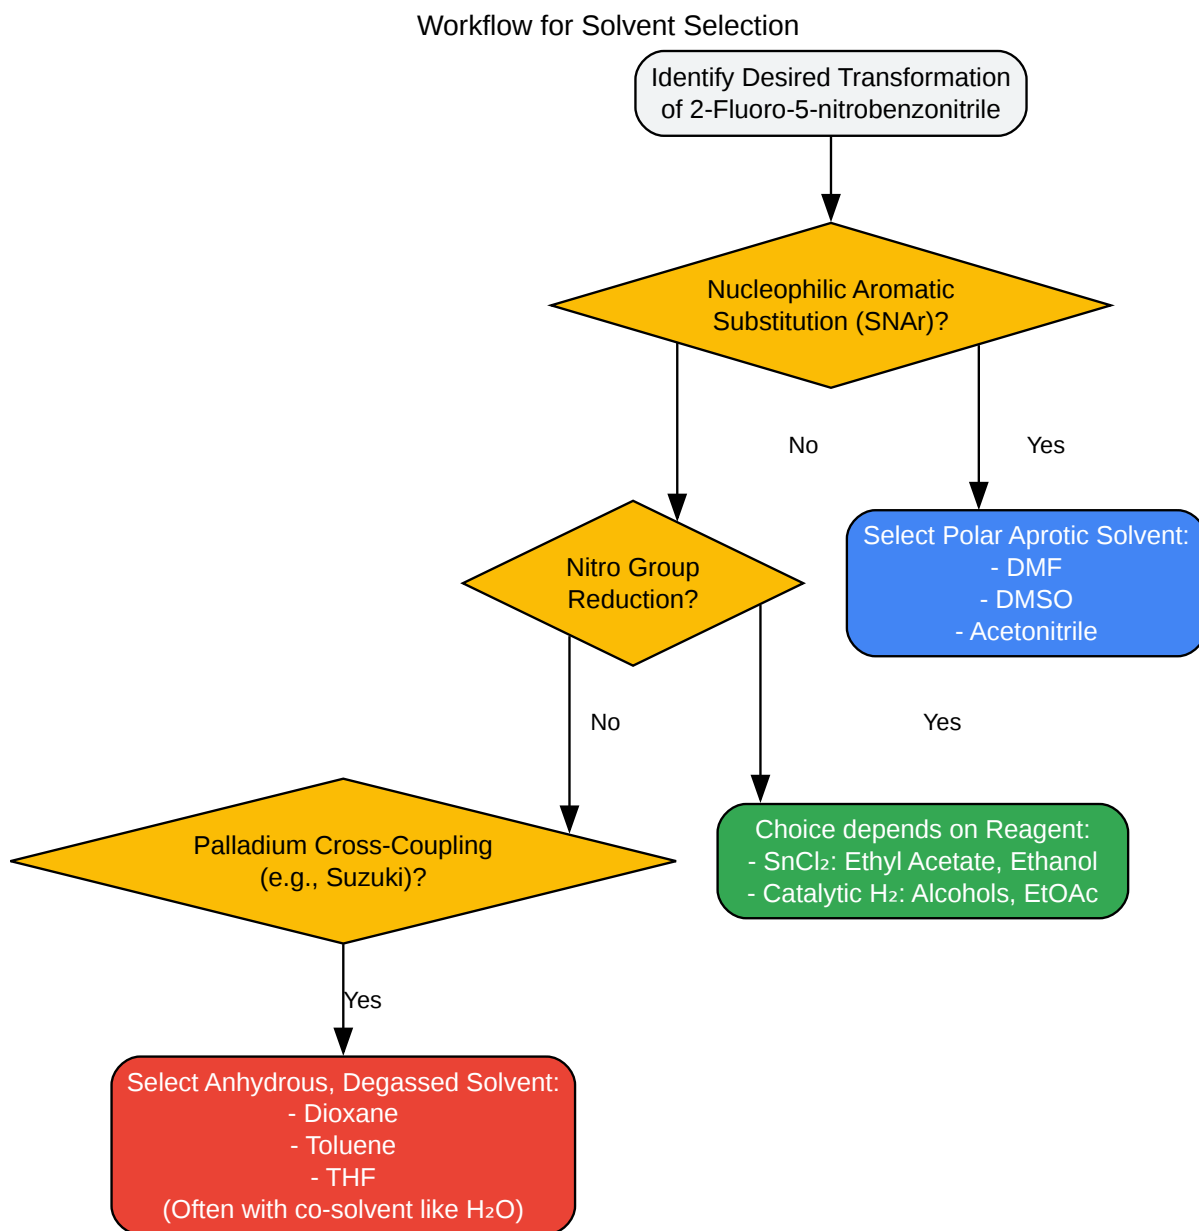 Workflow for Solvent Selection
Identify Desired Transformation
of 2-Fluoro-5-nitrobenzonitrile
Nucleophilic Aromatic
Substitution (SNAr)?
No
Yes
Select Polar Aprotic Solvent:
- DMF
- DMSO
- Acetonitrile
Nitro Group
Reduction?
No
Yes
Choice depends on Reagent:
- SnCl₂: Ethyl Acetate, Ethanol
- Catalytic H₂: Alcohols, EtOAc
Palladium Cross-Coupling
(e.g., Suzuki)?
Yes
Select Anhydrous, Degassed Solvent:
- Dioxane
- Toluene
- THF
(Often with co-solvent like H₂O)